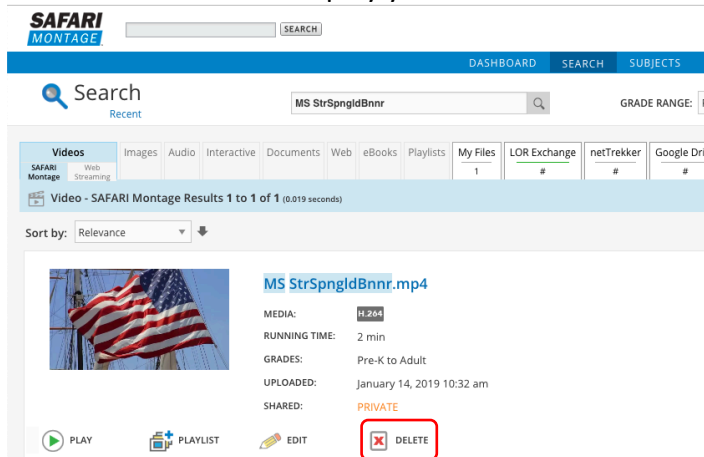 SAFARI
MONTAGE
SEARCH
DASHBOARD SEARCH SUBJECTS
Search
Recent
MS StrSpngldBnnr
GRADE RANGE:
Videos Images Audio Interactive Documents Web eBooks Playlists My Files LOR Exchange netTrekker Google Dri
SAFARI Montage Web Streaming 1 # # #
Video - SAFARI Montage Results 1 to 1 of 1 (0.019 seconds)
Sort by: Relevance
MS StrSpngldBnnr.mp4
MEDIA: H.264
RUNNING TIME: 2 min
GRADES: Pre-K to Adult
UPLOADED: January 14, 2019 10:32 am
SHARED: PRIVATE
PLAY PLAYLIST EDIT DELETE